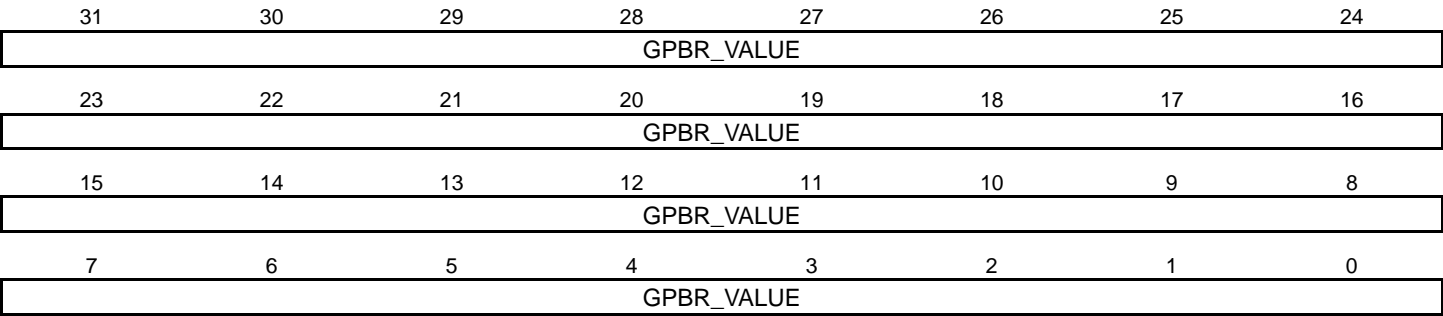 31 30 29 28 27 26 25 24
GPBR_VALUE
23 22 21 20 19 18 17 16
GPBR_VALUE
15 14 13 12 11 10 9 8
GPBR_VALUE
7 6 5 4 3 2 1 0
GPBR_VALUE